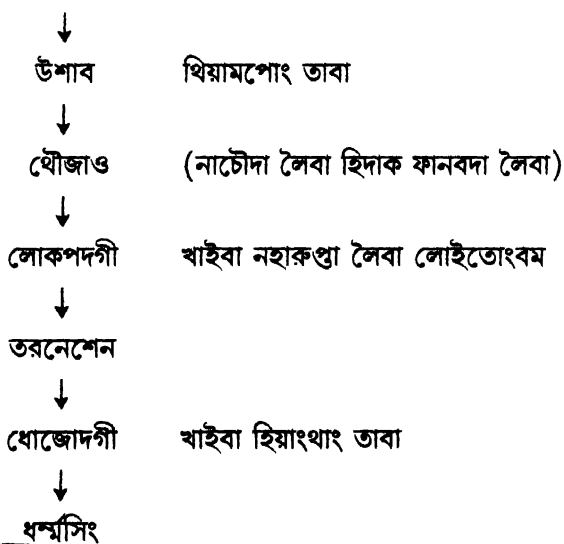 ↓
উশাব থিয়ামপোং তাবা
↓
থৌজাও (নাচৌদা লৈবা হিদাক ফানবদা লৈবা)
↓
লোকপদগী খাইবা নহারুপ্তা লৈবা লোইতোংবম
↓
তরনেশেন
↓
ধোজোদগী খাইবা হিয়াংথাং তাবা
↓
ধর্ম্মসিং